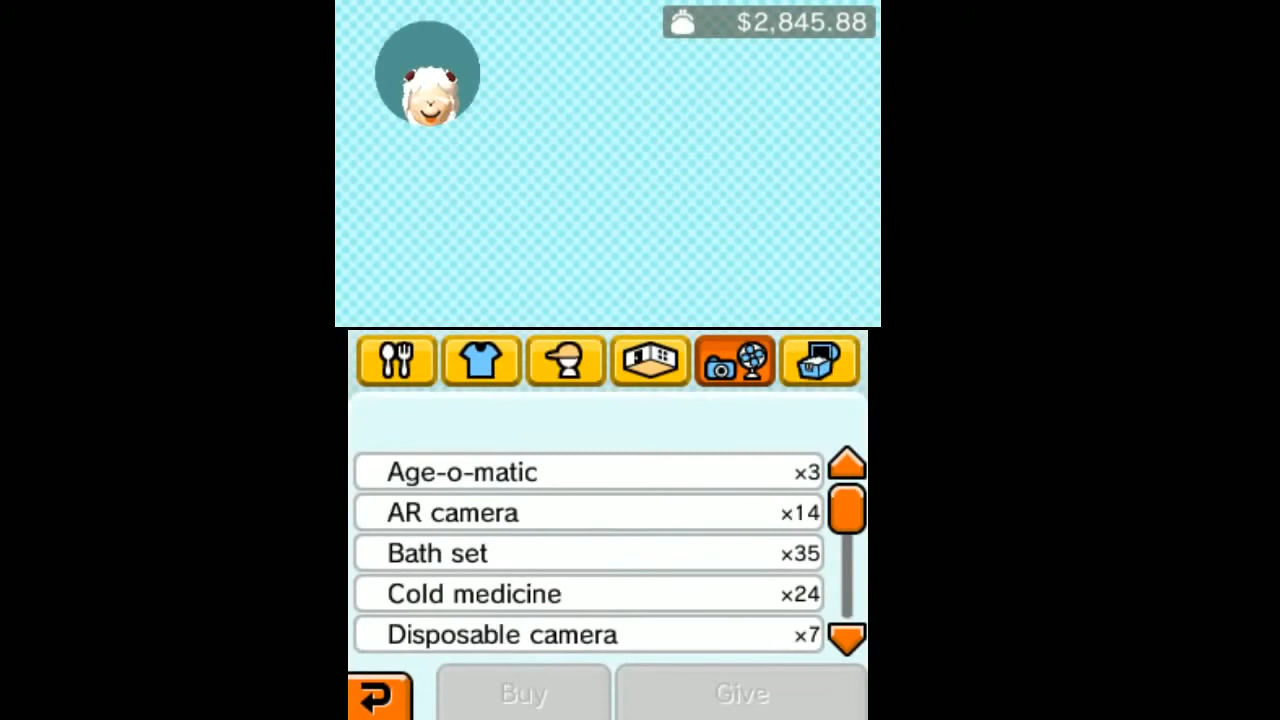 $2,845.88
Age-o-matic ×3
AR camera ×14
Bath set ×35
Cold medicine ×24
Disposable camera ×7
Buy Give